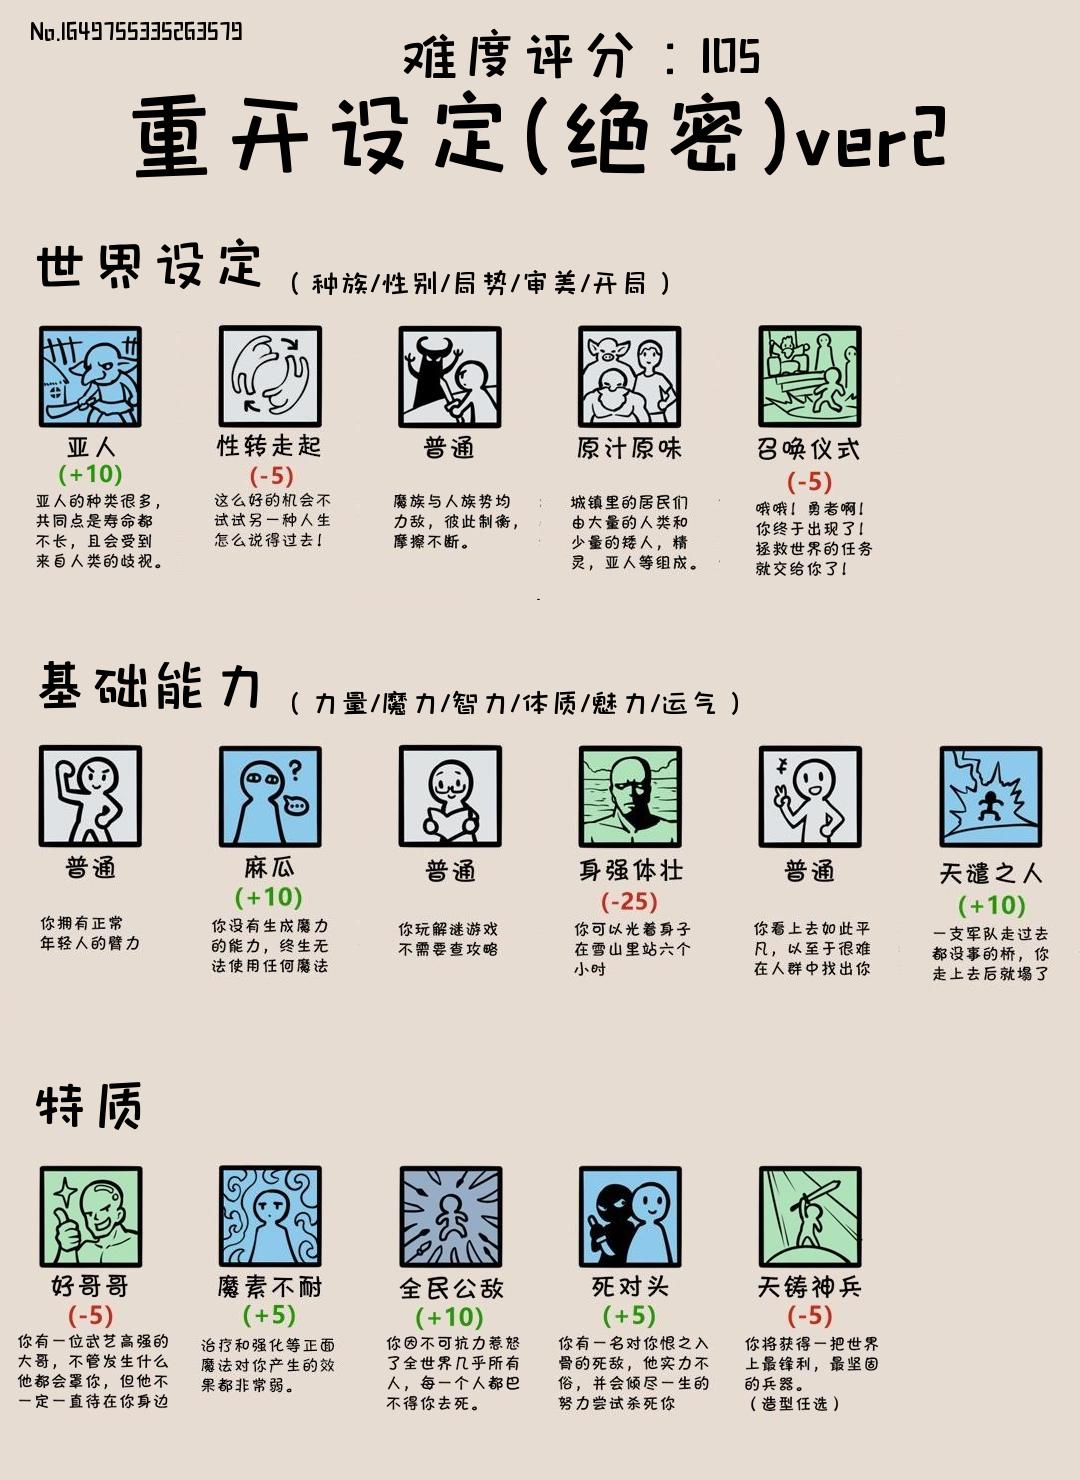 No.1649755335263579
难度评分：105
重开设定(绝密)ver2
世界设定 （种族/性别/局势/审美/开局）
亚人
(+10)
亚人的种类很多，
共同点是寿命都
不长，且会受到
来自人类的歧视。
性转走起
(-5)
这么好的机会不
试试另一种人生
怎么说得过去！
普通
魔族与人族势均
力敌，彼此制衡，
摩擦不断。
原汁原味
城镇里的居民们
由大量的人类和
少量的矮人，精
灵，亚人等组成。
召唤仪式
(-5)
哦哦！勇者啊！
你终于出现了！
拯救世界的任务
就交给你了！
基础能力 （力量/魔力/智力/体质/魅力/运气）
普通
你拥有正常
年轻人的臂力
麻瓜
(+10)
你没有生成魔力
的能力，终生无
法使用任何魔法
普通
你玩解谜游戏
不需要查攻略
身强体壮
(-25)
你可以光着身子
在雪山里站六个
小时
普通
你看上去如此平
凡，以至于很难
在人群中找出你
天谴之人
(+10)
一支军队走过去
都没事的桥，你
走上去后就塌了
特质
好哥哥
(-5)
你有一位武艺高强的
大哥，不管发生什么
他都会罩你，但他不
一定一直待在你身边
魔素不耐
(+5)
治疗和强化等正面
魔法对你产生的效
果都非常弱。
全民公敌
(+10)
你因不可抗力惹怒
了全世界几乎所有
人，每一个人都巴
不得你去死。
死对头
(+5)
你有一名对你恨之入
骨的死敌，他实力不
俗，并会倾尽一生的
努力尝试杀死你
天铸神兵
(-5)
你将获得一把世界
上最锋利，最坚固
的兵器。
（造型任选）